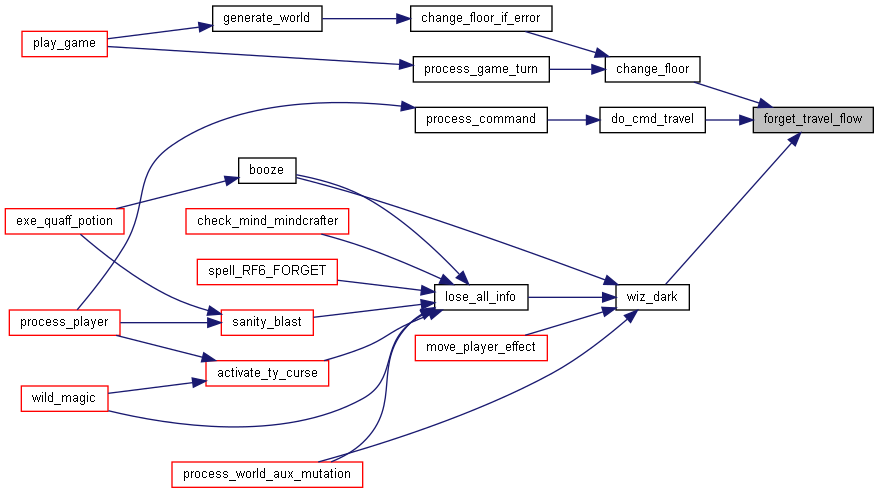 generate_world
change_floor_if_error
play_game
process_game_turn
change_floor
process_command
do_cmd_travel
forget_travel_flow
booze
exe_quaff_potion
check_mind_mindcrafter
spell_RF6_FORGET
lose_all_info
wiz_dark
process_player
sanity_blast
move_player_effect
activate_ty_curse
wild_magic
process_world_aux_mutation